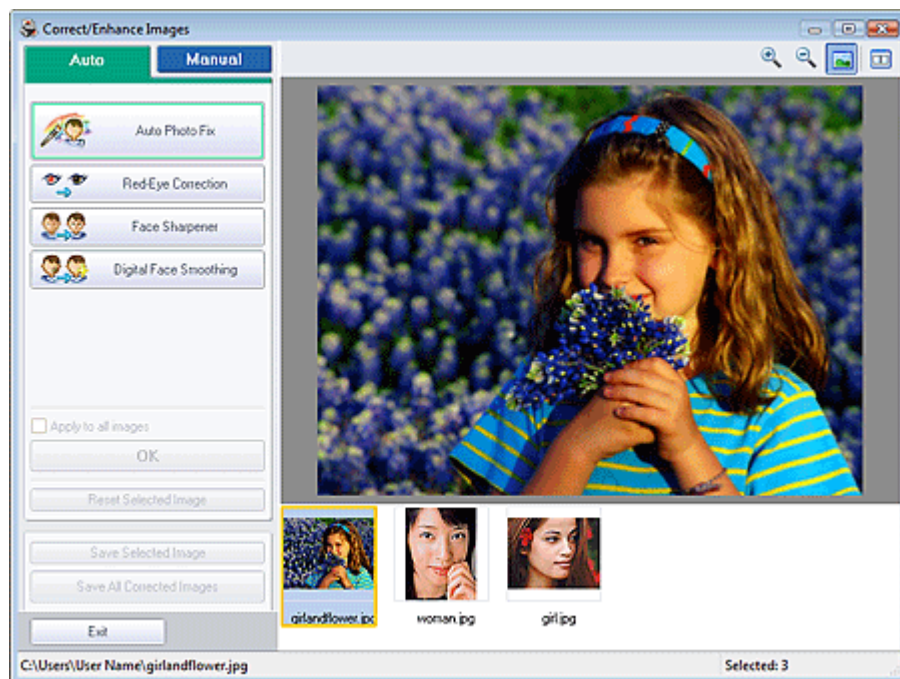 Correct/Enhance Images
Auto
Manual
Auto Photo Fix
Red-Eye Correction
Face Sharpener
Digital Face Smoothing
Apply to all images
OK
Reset Selected Image
Save Selected Image
Save All Corrected Images
Exit
girlandflower.jpg
woman.jpg
girl.jpg
C:\Users\User Name\girlandflower.jpg
Selected: 3